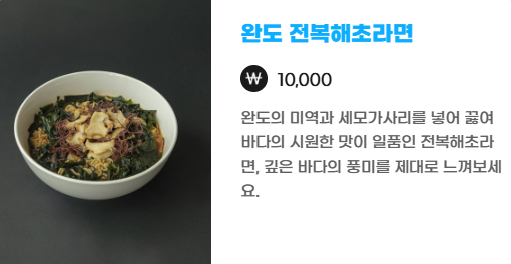 완도 전복해초라면
₩ 10,000
완도의 미역과 세모가사리를 넣어 끓여
바다의 시원한 맛이 일품인 전복해초라
면, 깊은 바다의 풍미를 제대로 느껴보세
요.